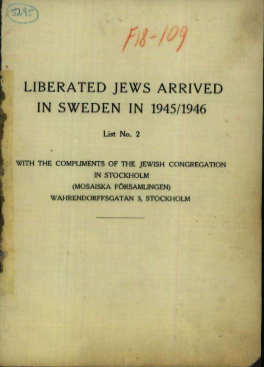 5295
F18-109
LIBERATED JEWS ARRIVED
IN SWEDEN IN 1945/1946
List No. 2
WITH THE COMPLIMENTS OF THE JEWISH CONGREGATION
IN STOCKHOLM
(MOSAISKA FÖRSAMLINGEN)
WAHRENDORFFSGATAN 3, STOCKHOLM